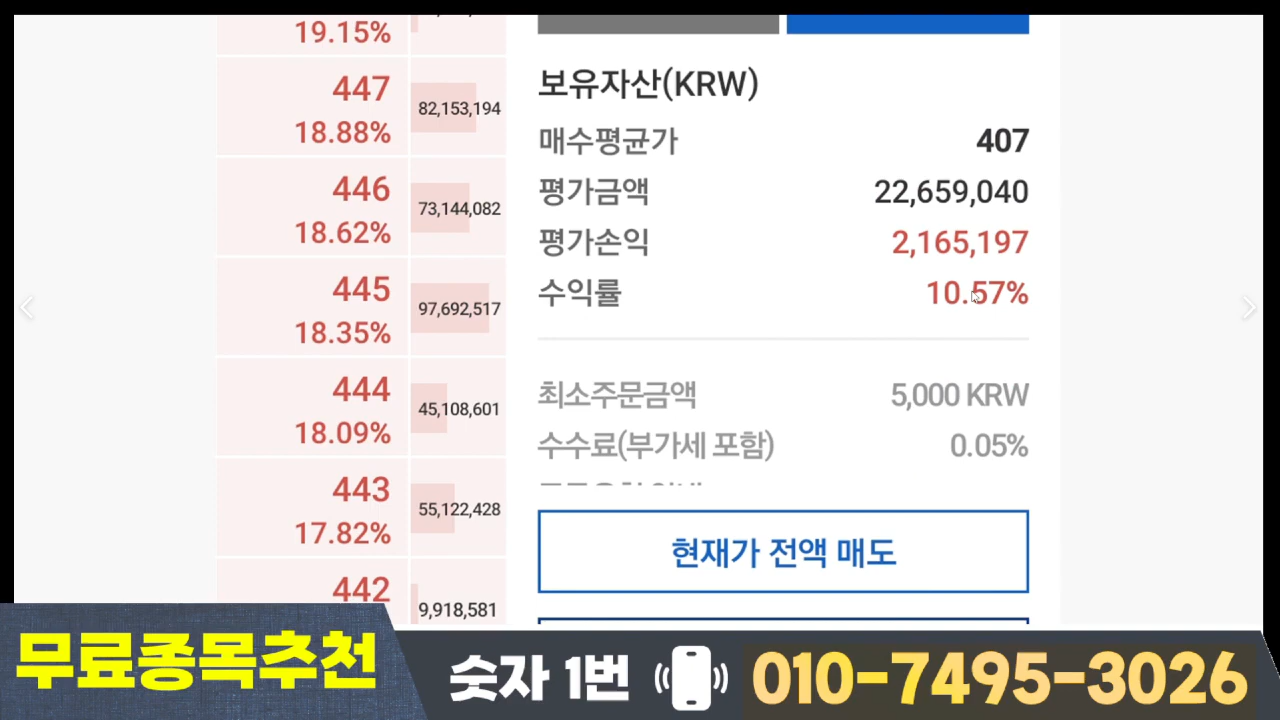 19.15%
447
82,153,194
18.88%
446
73,144,082
18.62%
445
97,692,517
18.35%
444
45,108,601
18.09%
443
55,122,428
17.82%
442
9,918,581
보유자산(KRW)
매수평균가 407
평가금액 22,659,040
평가손익 2,165,197
수익률 10.57%
최소주문금액 5,000 KRW
수수료(부가세 포함) 0.05%
현재가 전액 매도
무료종목추천
숫자 1번 010-7495-3026